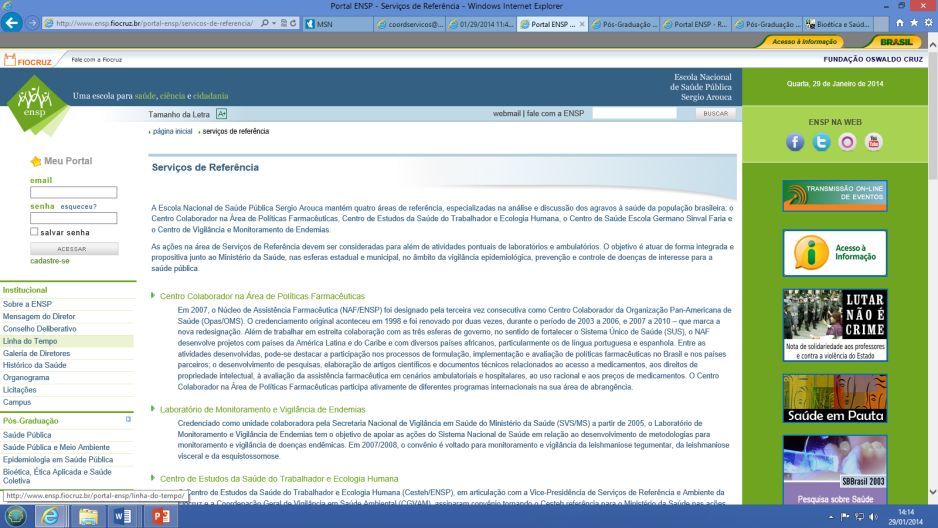 Portal ENSP - Serviços de Referência - Windows Internet Explorer
http://www.ensp.fiocruz.br/portal-ensp/servicos-de-referencia/
MSN
coordservicos@...
01/29/2014 11:4...
Portal ENSP ...
Pós-Graduação ...
Portal ENSP - R...
Pós-Graduação ...
Bioética e Saúd...
Acesso à Informação
BRASIL
FIOCRUZ
Fale com a Fiocruz
FUNDAÇÃO OSWALDO CRUZ
ensp
Uma escola para saúde, ciência e cidadania
Escola Nacional
de Saúde Pública
Sergio Arouca
Quarta, 29 de Janeiro de 2014
Tamanho da Letra A+
webmail | fale com a ENSP
BUSCAR
página inicial
serviços de referência
ENSP NA WEB
Meu Portal
email
senha esqueceu?
salvar senha
ACESSAR
cadastre-se
Institucional
Sobre a ENSP
Mensagem do Diretor
Conselho Deliberativo
Linha do Tempo
Galeria de Diretores
Histórico da Saúde
Organograma
Licitações
Campus
Pós-Graduação
Saúde Pública
Saúde Pública e Meio Ambiente
Epidemiologia em Saúde Pública
Bioética, Ética Aplicada e Saúde
Coletiva
http://www.ensp.fiocruz.br/portal-ensp/linha-do-tempo/
Serviços de Referência
A Escola Nacional de Saúde Pública Sergio Arouca mantém quatro áreas de referência, especializadas na análise e discussão dos agravos à saúde da população brasileira: o
Centro Colaborador na Área de Políticas Farmacêuticas, Centro de Estudos da Saúde do Trabalhador e Ecologia Humana, o Centro de Saúde Escola Germano Sinval Faria e
o Centro de Vigilância e Monitoramento de Endemias.
As ações na área de Serviços de Referência devem ser consideradas para além de atividades pontuais de laboratórios e ambulatórios. O objetivo é atuar de forma integrada e
propositiva junto ao Ministério da Saúde, nas esferas estadual e municipal, no âmbito da vigilância epidemiológica, prevenção e controle de doenças de interesse para a
saúde pública.
Centro Colaborador na Área de Políticas Farmacêuticas
Em 2007, o Núcleo de Assistência Farmacêutica (NAF/ENSP) foi designado pela terceira vez consecutiva como Centro Colaborador da Organização Pan-Americana de
Saúde (Opas/OMS). O credenciamento original aconteceu em 1998 e foi renovado por duas vezes, durante o período de 2003 a 2006, e 2007 a 2010 – que marca a
nova redesignação. Além de trabalhar em estreita colaboração com as três esferas de governo, no sentido de fortalecer o Sistema Único de Saúde (SUS), o NAF
desenvolve projetos com países da América Latina e do Caribe e com diversos países africanos, particularmente os de língua portuguesa e espanhola. Entre as
atividades desenvolvidas, pode-se destacar a participação nos processos de formulação, implementação e avaliação de políticas farmacêuticas no Brasil e nos países
parceiros; o desenvolvimento de pesquisas, elaboração de artigos científicos e documentos técnicos relacionados ao acesso a medicamentos, aos direitos de
propriedade intelectual, à avaliação da assistência farmacêutica em cenários ambulatoriais e hospitalares, ao uso racional e aos preços de medicamentos. O Centro
Colaborador na Área de Políticas Farmacêuticas participa ativamente de diferentes programas internacionais na sua área de abrangência.
Laboratório de Monitoramento e Vigilância de Endemias
Credenciado como unidade colaboradora pela Secretaria Nacional de Vigilância em Saúde do Ministério da Saúde (SVS/MS) a partir de 2005, o Laboratório de
Monitoramento e Vigilância de Endemias tem o objetivo de apoiar as ações do Sistema Nacional de Saúde em relação ao desenvolvimento de metodologias para
monitoramento e vigilância de doenças endêmicas. Em 2007/2008, o convênio é voltado para monitoramento e vigilância da leishmaniose tegumentar, da leishmaniose
visceral e da esquistossomose.
Centro de Estudos da Saúde do Trabalhador e Ecologia Humana
Centro de Estudos da Saúde do Trabalhador e Ecologia Humana (Cesteh/ENSP), em articulação com a Vice-Presidência de Serviços de Referência e Ambiente da
e a Coordenação Geral de Vigilância em Saúde Ambiental (CGVAM), assinaram convênio tornando o Cesteh referência para o Ministério da Saúde nas ações
TRANSMISSÃO ON-LINE
DE EVENTOS
Acesso à
Informação
LUTAR
NÃO É
CRIME
Nota de solidariedade aos professores
e contra a violência do Estado
Saúde em Pauta
SBBrasil 2003
Pesquisa sobre Saúde
14:14
29/01/2014